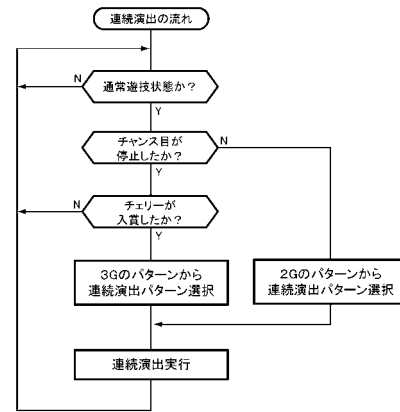 連続演出の流れ
N
通常遊技状態か？
Y
チャンス目が
停止したか？
N
Y
N
チェリーが
入賞したか？
Y
3Gのパターンから
連続演出パターン選択
2Gのパターンから
連続演出パターン選択
連続演出実行